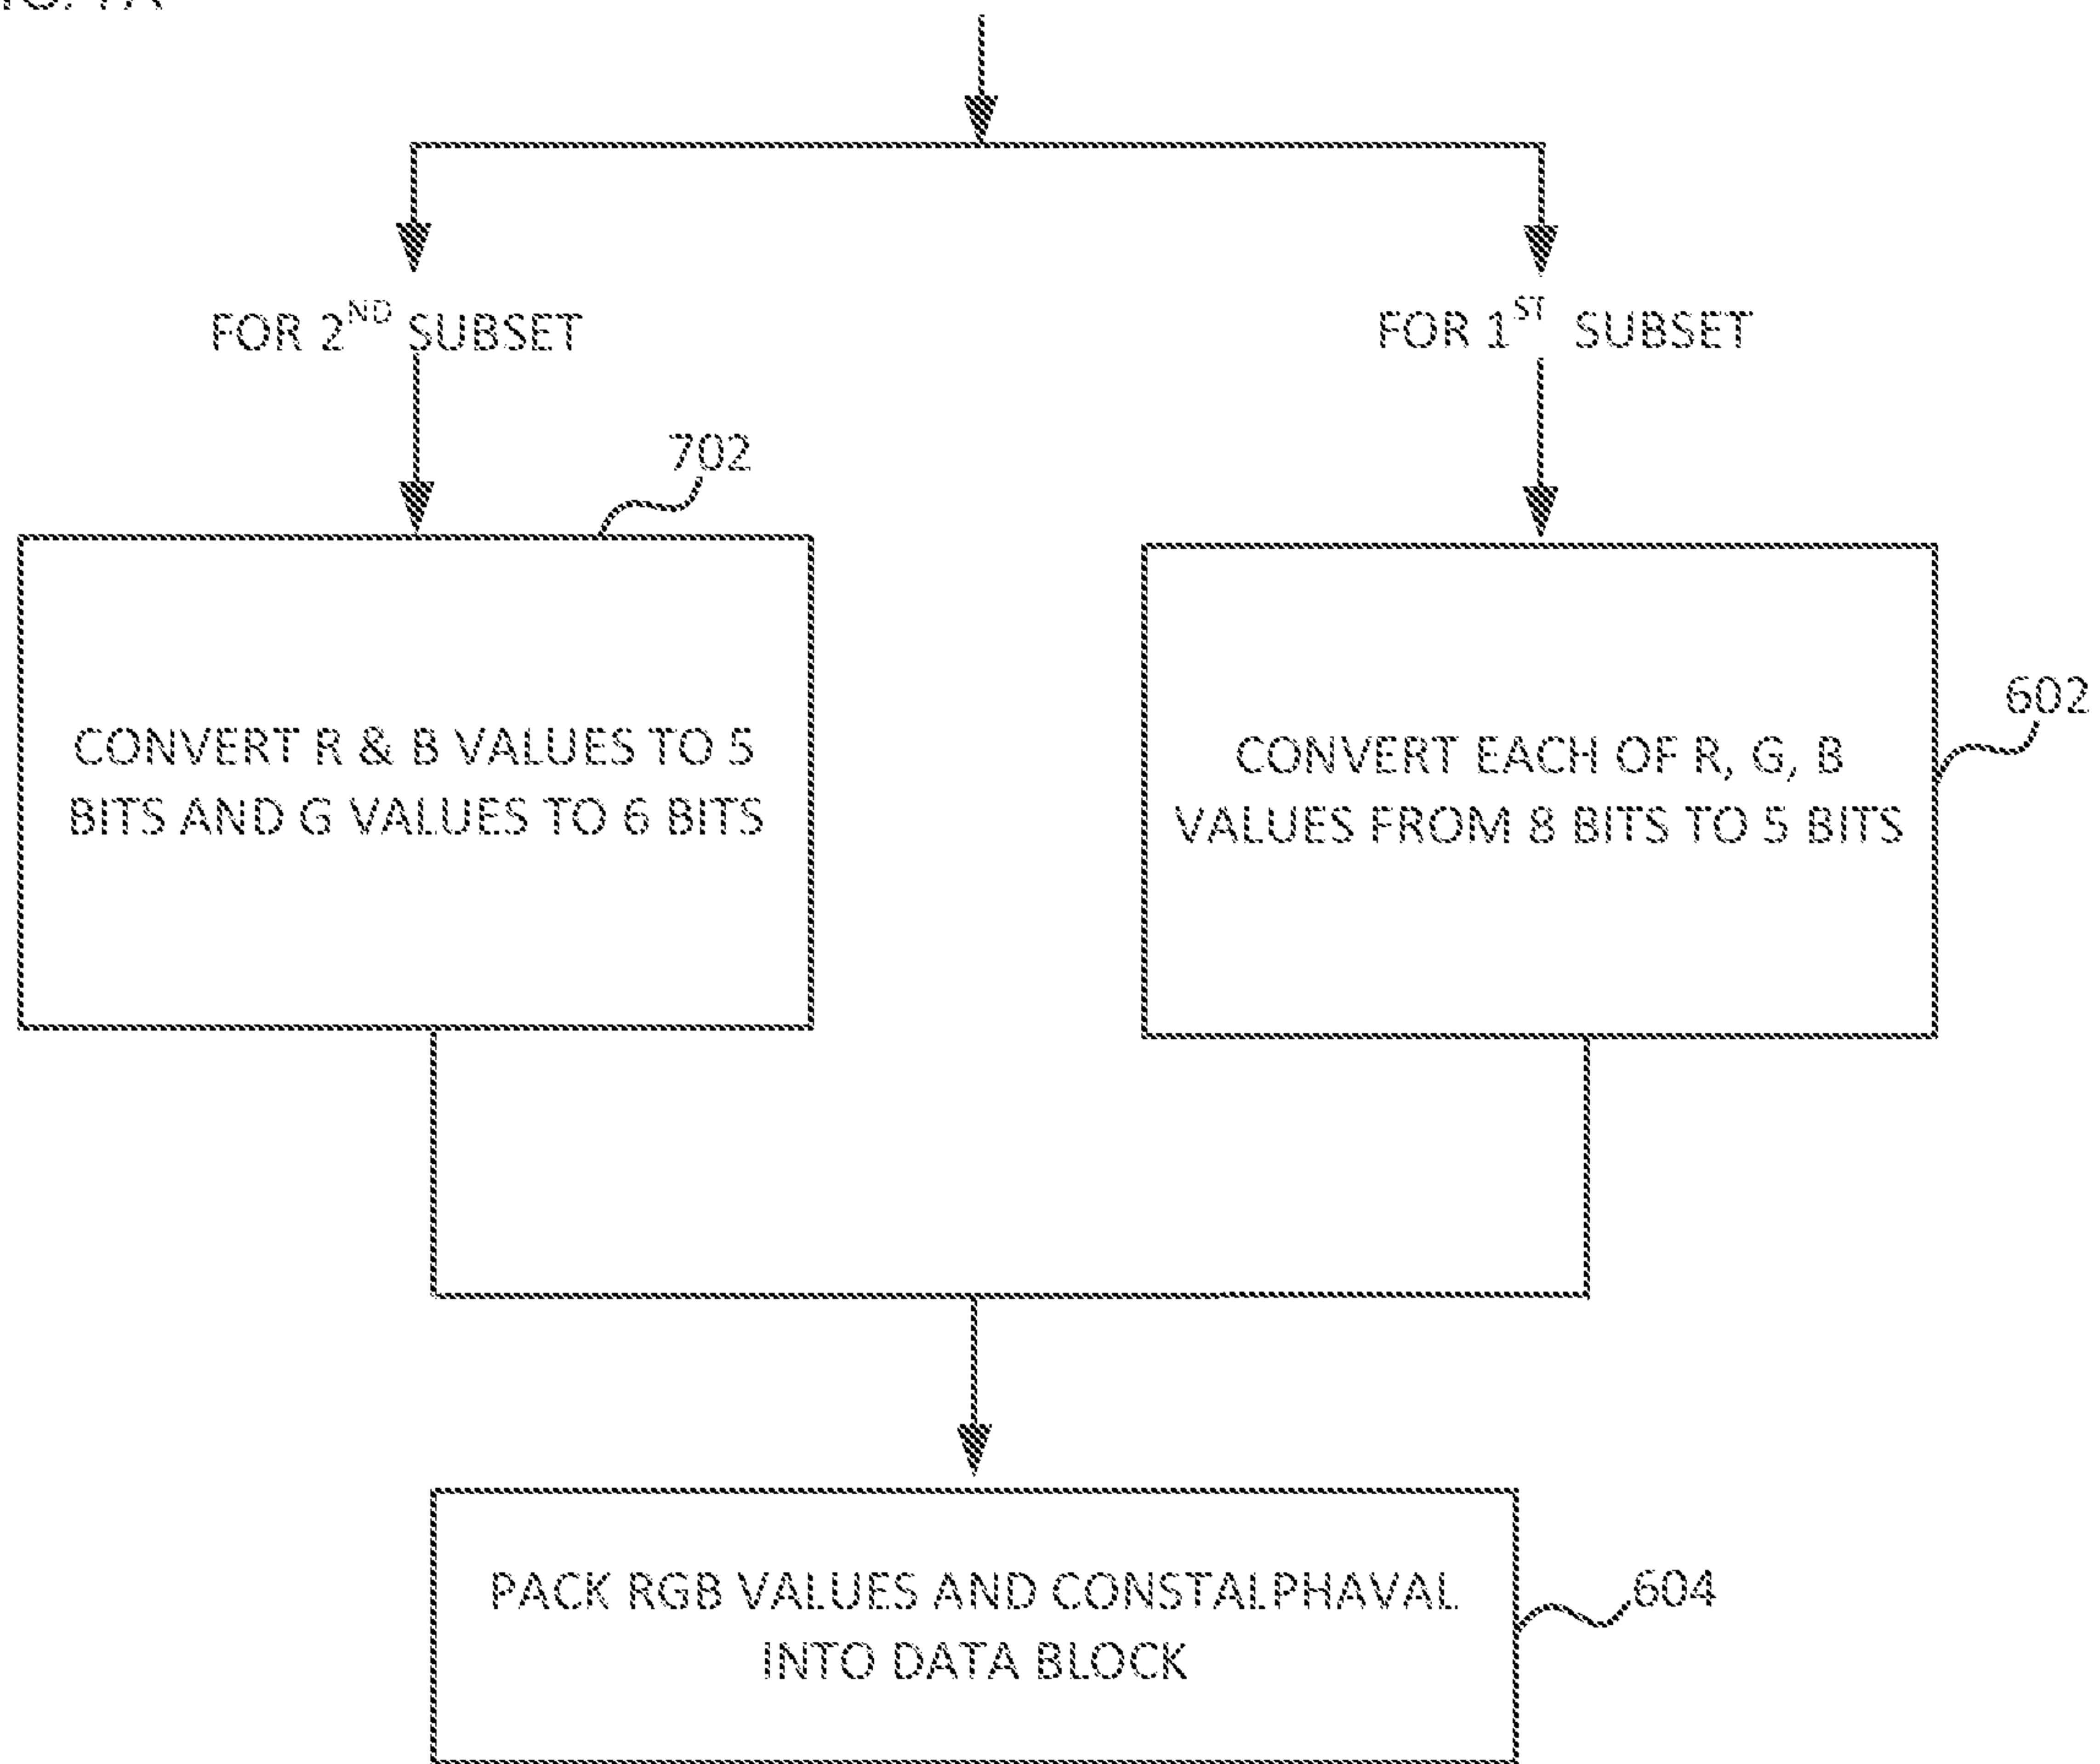 FOR 2ND SUBSET
FOR 1ST SUBSET
702
602
CONVERT R & B VALUES TO 5
BITS AND G VALUES TO 6 BITS
CONVERT EACH OF R, G, B
VALUES FROM 8 BITS TO 5 BITS
PACK RGB VALUES AND CONSTALPHAVAL
INTO DATA BLOCK
604